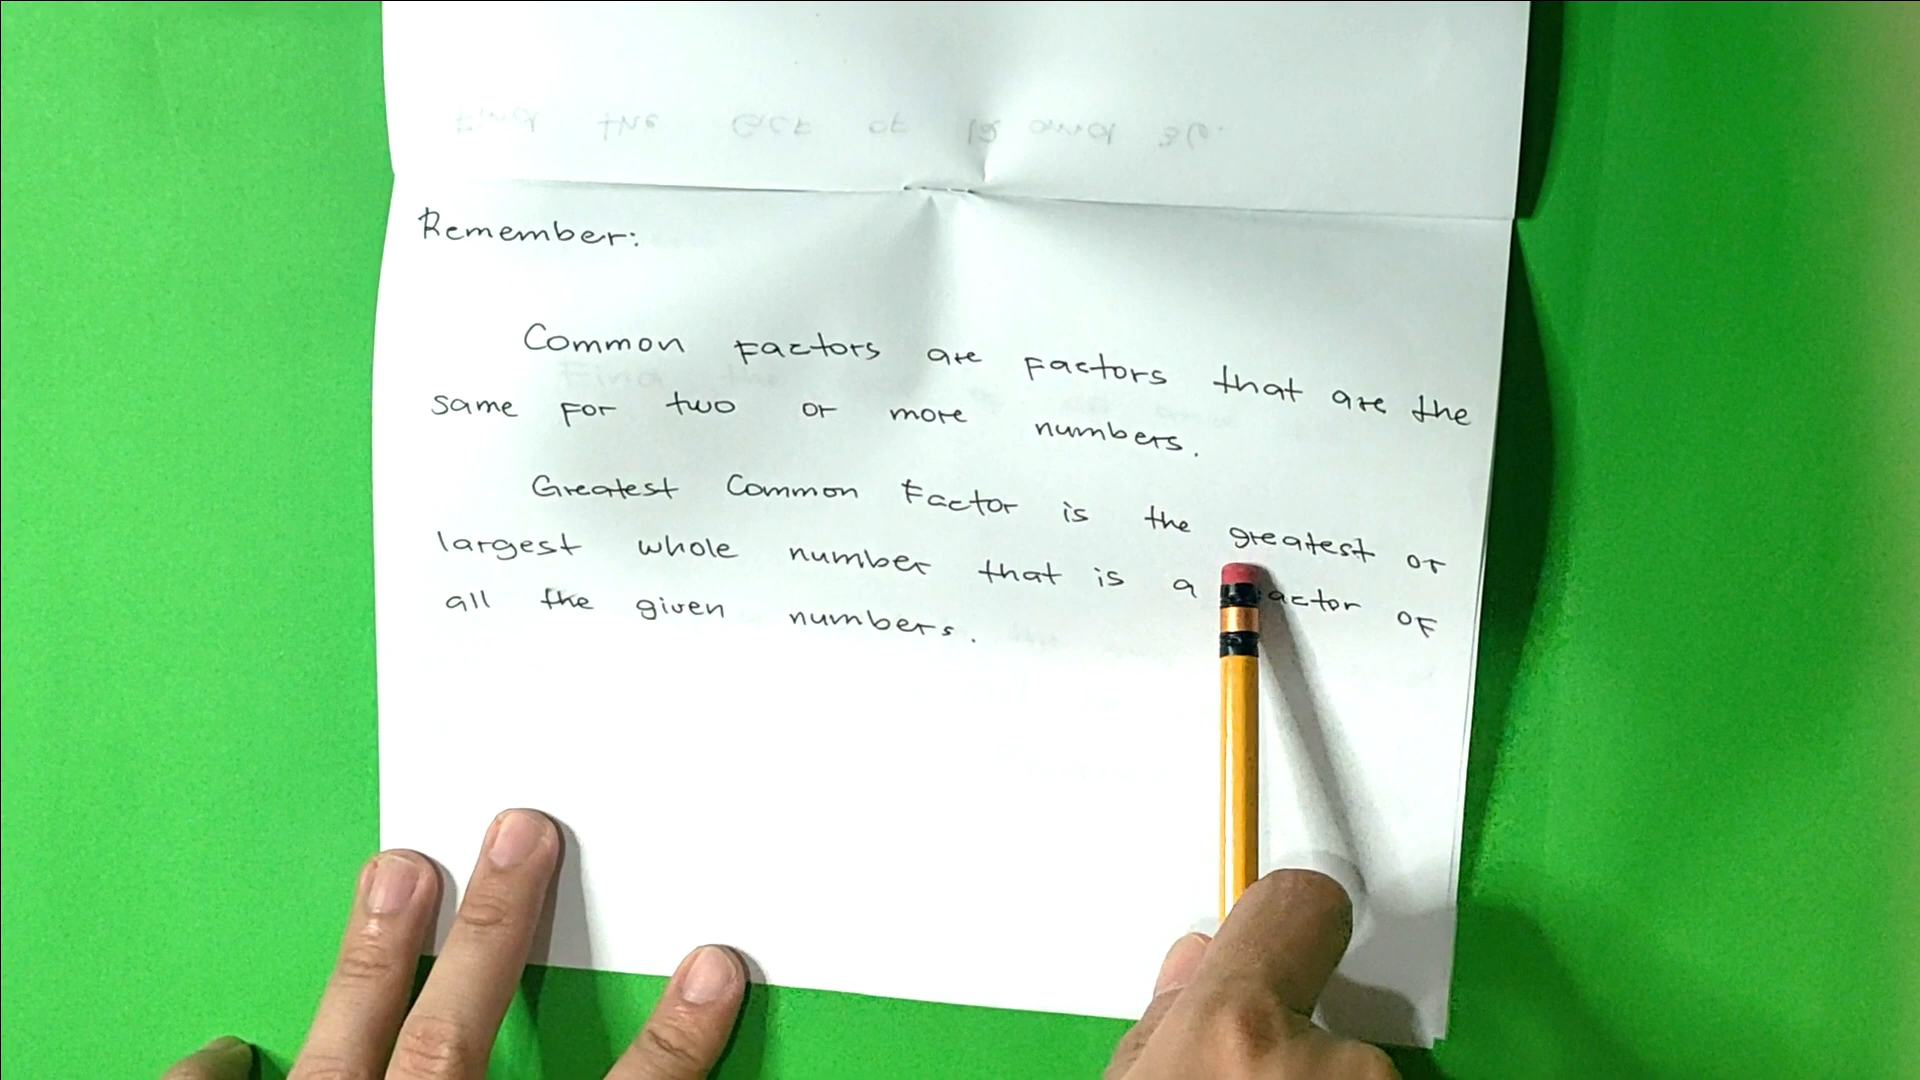 Remember:
Common Factors are Factors that are the
same for two or more numbers.
Greatest Common Factor is the greatest or
largest whole number that is a factor of
all the given numbers.